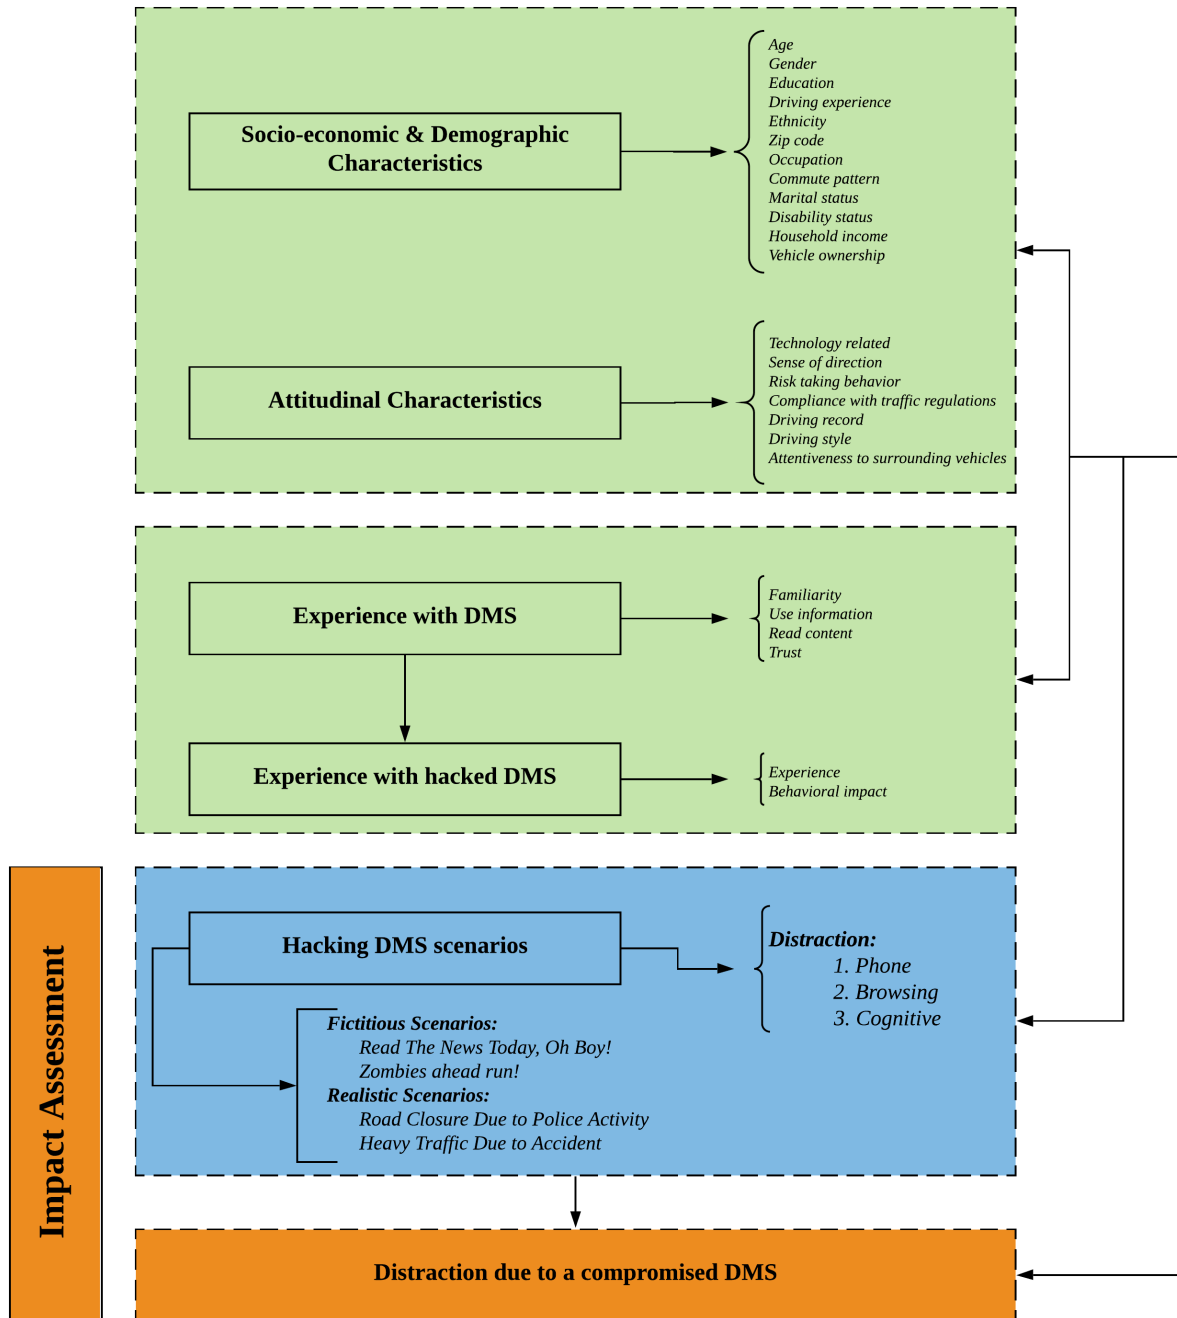 Socio-economic & Demographic
Characteristics
Age
Gender
Education
Driving experience
Ethnicity
Zip code
Occupation
Commute pattern
Marital status
Disability status
Household income
Vehicle ownership
Attitudinal Characteristics
Technology related
Sense of direction
Risk taking behavior
Compliance with traffic regulations
Driving record
Driving style
Attentiveness to surrounding vehicles
Experience with DMS
Familiarity
Use information
Read content
Trust
Experience with hacked DMS
Experience
Behavioral impact
Impact Assessment
Hacking DMS scenarios
Distraction:
1. Phone
2. Browsing
3. Cognitive
Fictitious Scenarios:
Read The News Today, Oh Boy!
Zombies ahead run!
Realistic Scenarios:
Road Closure Due to Police Activity
Heavy Traffic Due to Accident
Distraction due to a compromised DMS